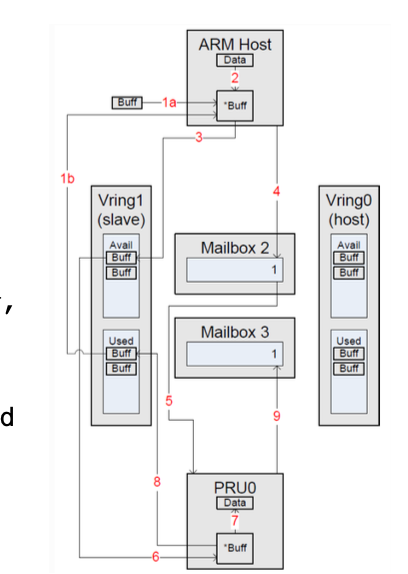 ARM Host
Data
2
Buff
1a
*Buff
3
1b
4
Vring1
(slave)
Avail
Buff
Buff
Used
Buff
Buff
Mailbox 2
1
Mailbox 3
1
Vring0
(host)
Avail
Buff
Buff
Used
Buff
Buff
,
d
5
9
8
6
PRU0
Data
7
*Buff